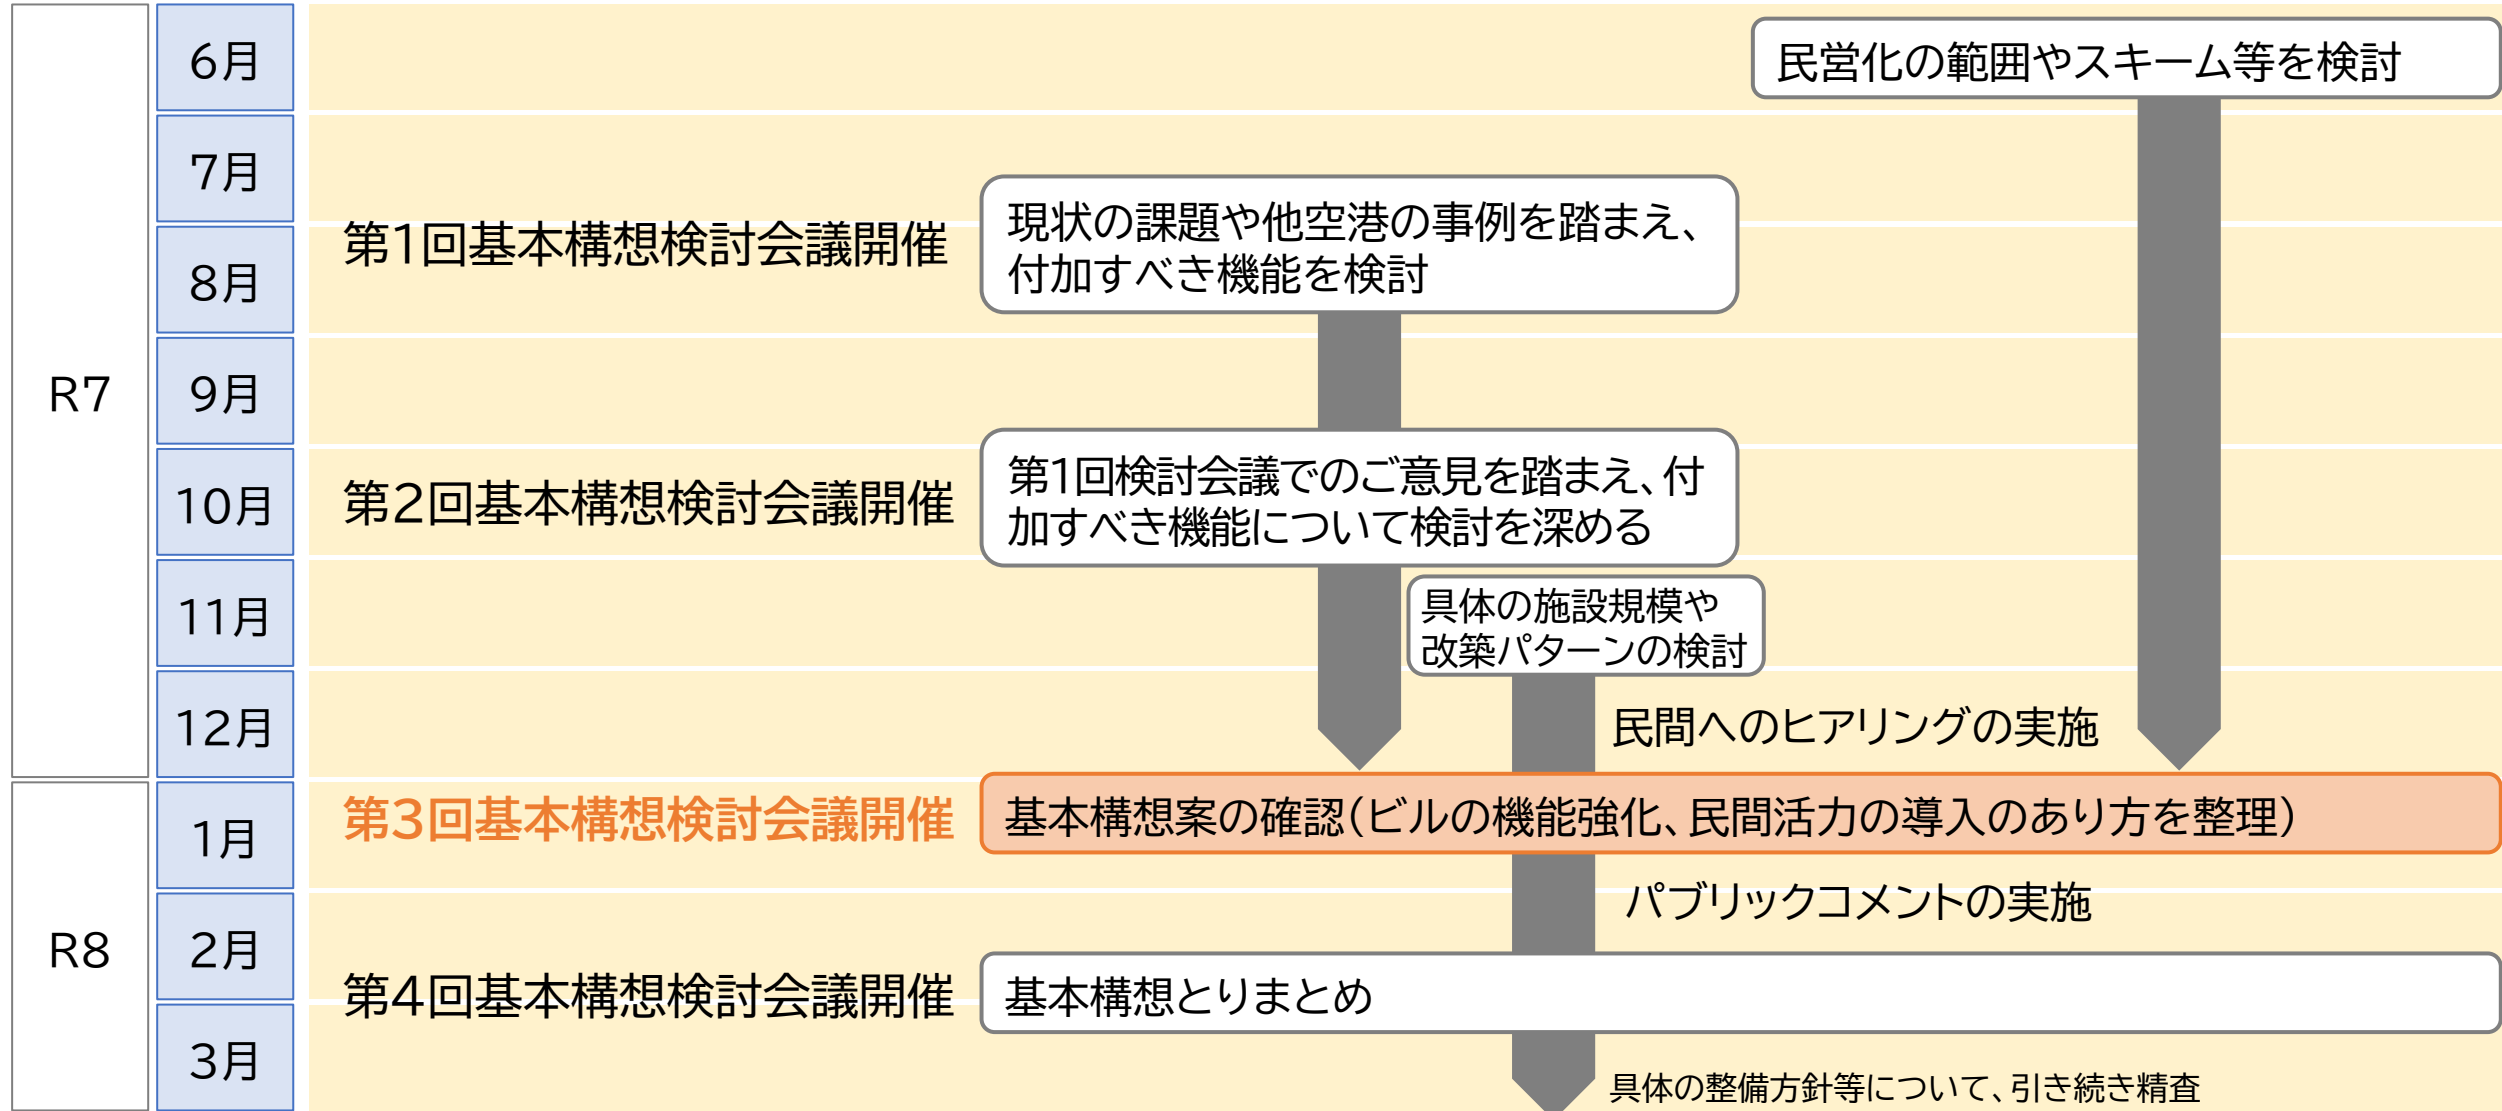 R7
6月
民営化の範囲やスキーム等を検討
7月
第1回基本構想検討会議開催
現状の課題や他空港の事例を踏まえ、
付加すべき機能を検討
8月
9月
10月
第2回基本構想検討会議開催
第1回検討会議でのご意見を踏まえ、付
加すべき機能について検討を深める
11月
具体の施設規模や
改築パターンの検討
12月
民間へのヒアリングの実施
R8
1月
第3回基本構想検討会議開催
基本構想案の確認(ビルの機能強化、民間活力の導入のあり方を整理)
パブリックコメントの実施
2月
第4回基本構想検討会議開催
基本構想とりまとめ
3月
具体の整備方針等について、引き続き精査